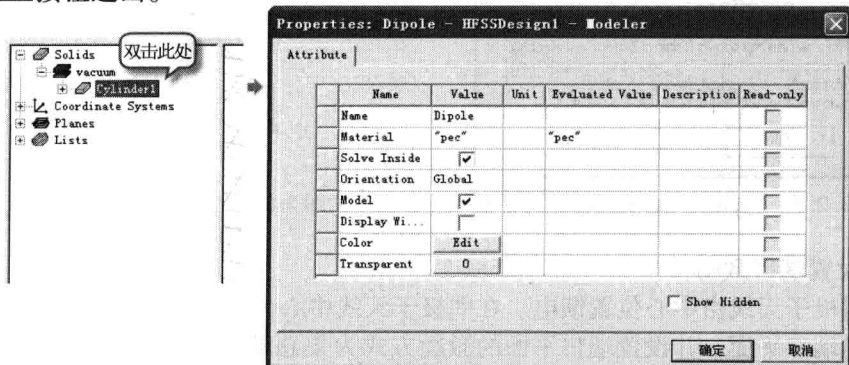 Solids
双击此处
vacuum
Cylinder1
Coordinate Systems
Planes
Lists
Properties: Dipole - HFSSDesign1 - Modeler
Attribute
Name Value Unit Evaluated Value Description Read-only
Name Dipole
Material "pec" "pec"
Solve Inside
Orientation Global
Model
Display Wi...
Color Edit
Transparent 0
Show Hidden
确定 取消